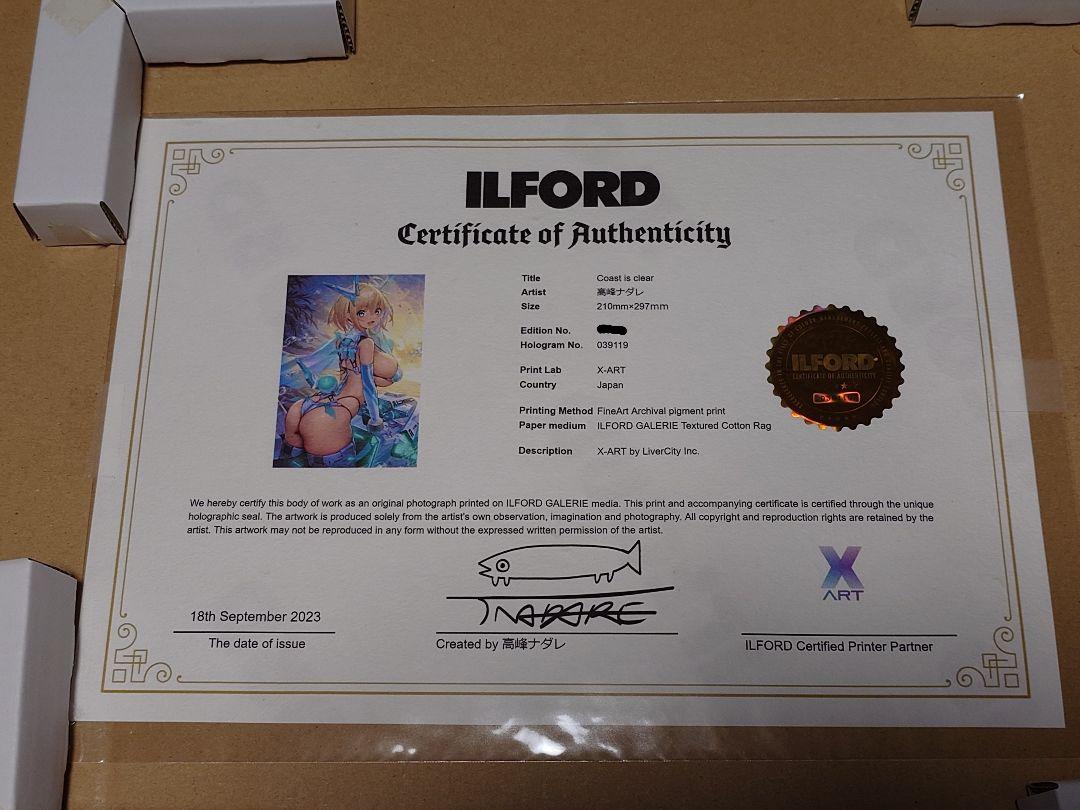 ILFORD
Certificate of Authenticity
Title Coast is clear
Artist 高峰ナダレ
Size 210mm×297mm
Edition No.
Hologram No. 039119
Print Lab X-ART
Country Japan
Printing Method FineArt Archival pigment print
Paper medium ILFORD GALERIE Textured Cotton Rag
Description X-ART by LiverCity Inc.
ILFORD
CERTIFICATE OF AUTHENTICITY
We hereby certify this body of work as an original photograph printed on ILFORD GALERIE media. This print and accompanying certificate is certified through the unique
holographic seal. The artwork is produced solely from the artist's own observation, imagination and photography. All copyright and reproduction rights are retained by the
artist. This artwork may not be reproduced in any form without the expressed written permission of the artist.
18th September 2023
The date of issue
NADARE
Created by 高峰ナダレ
X
ART
ILFORD Certified Printer Partner